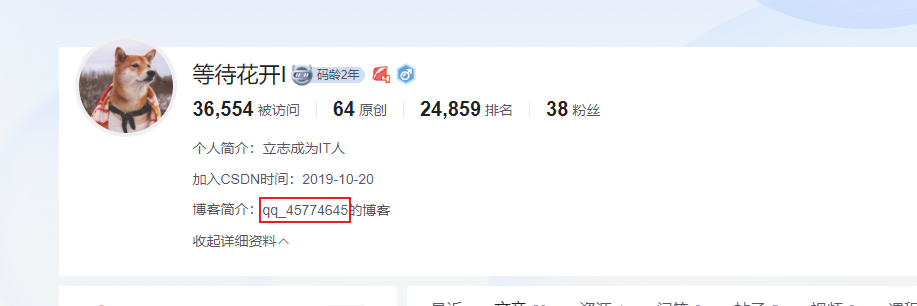 等待花开I 码龄2年
36,554 被访问 64 原创 24,859 排名 38 粉丝
个人简介：立志成为IT人
加入CSDN时间：2019-10-20
博客简介：qq_45774645的博客
收起详细资料